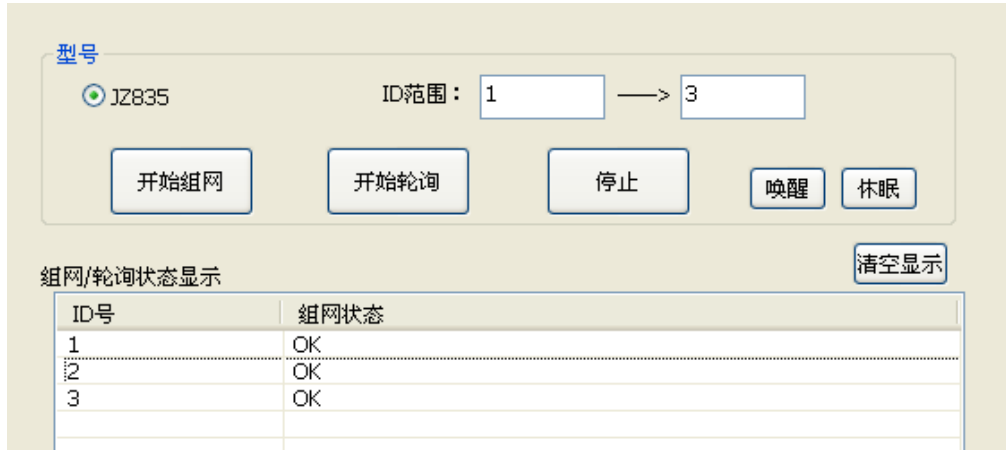 型号
JZ835 ID范围： 1 ——> 3
开始组网 开始轮询 停止 唤醒 休眠
清空显示
组网/轮询状态显示
ID号 组网状态
1 OK
2 OK
3 OK